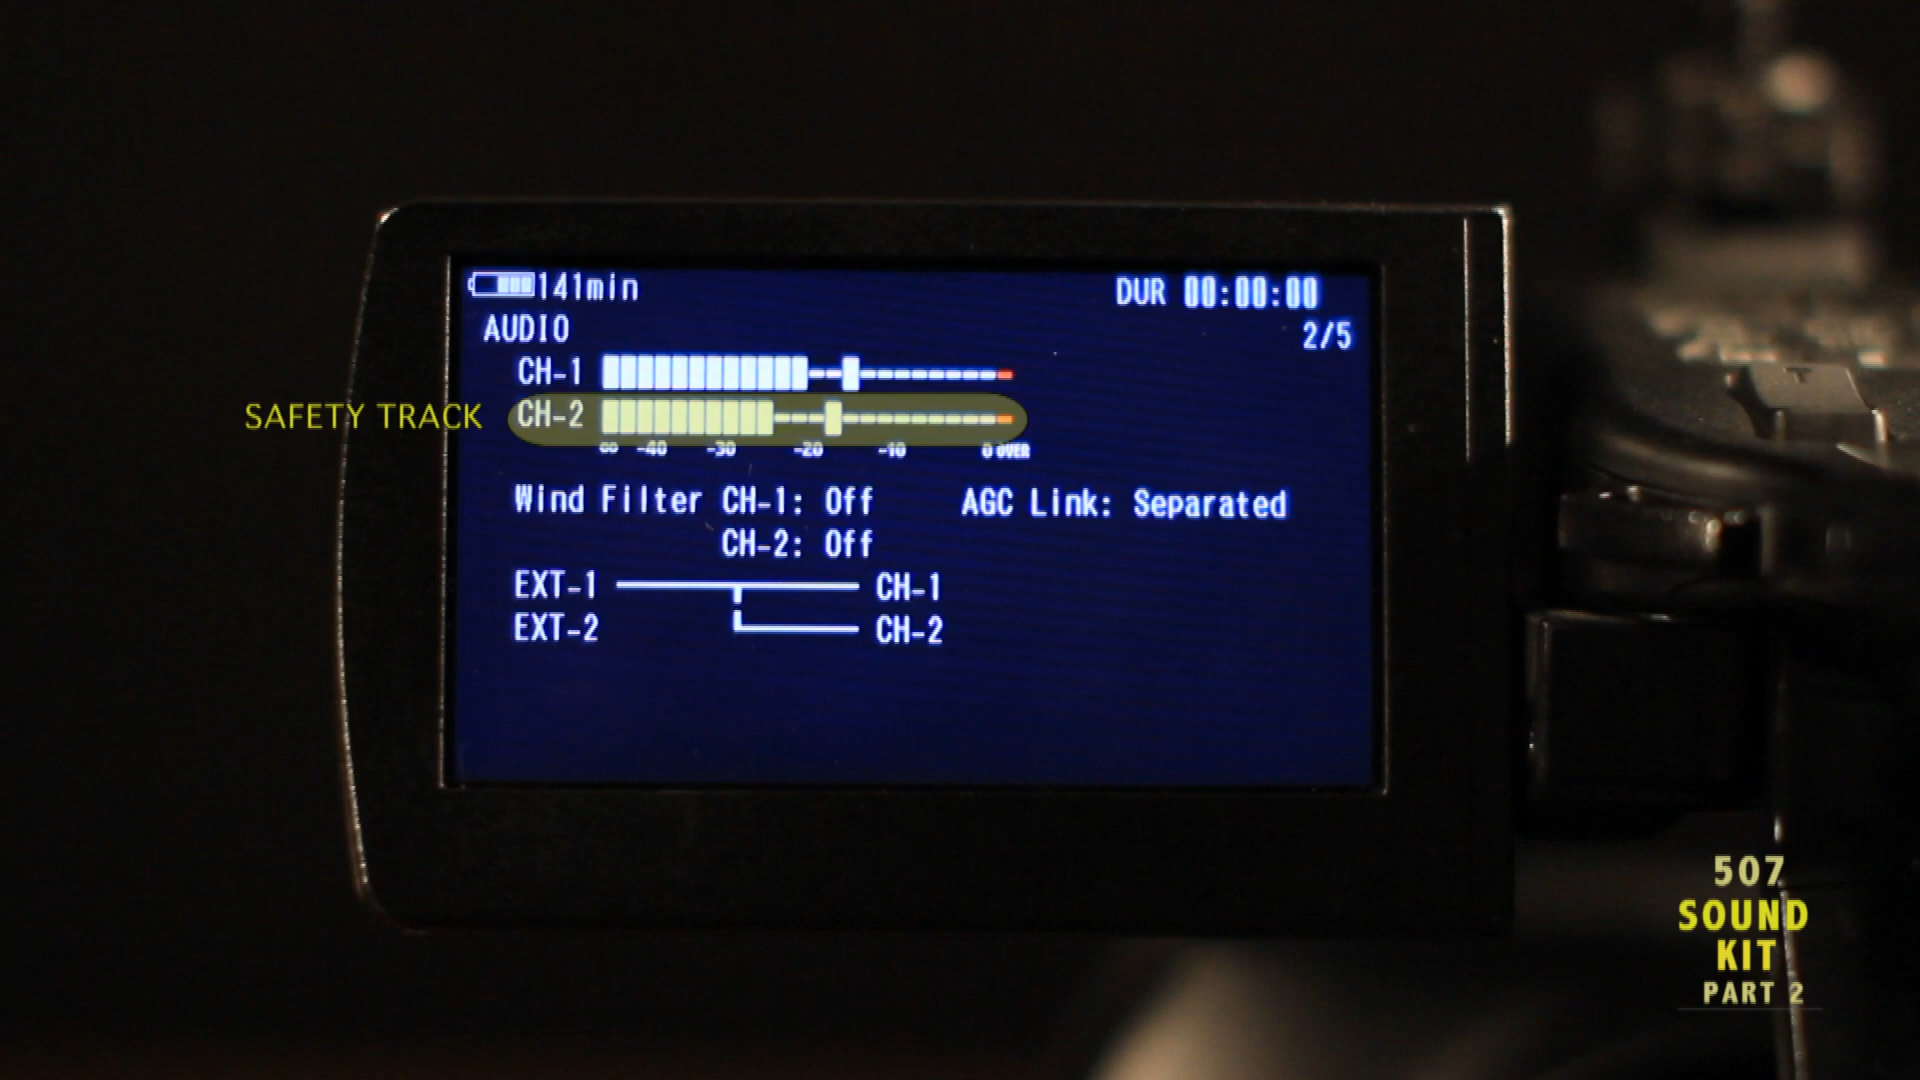 141min
DUR 00:00:00
AUDIO
2/5
CH-1
SAFETY TRACK
CH-2
∞ -40 -30 -20 -10 0 OVER
Wind Filter CH-1: Off AGC Link: Separated
CH-2: Off
EXT-1 CH-1
EXT-2 CH-2
507
SOUND
KIT
PART 2